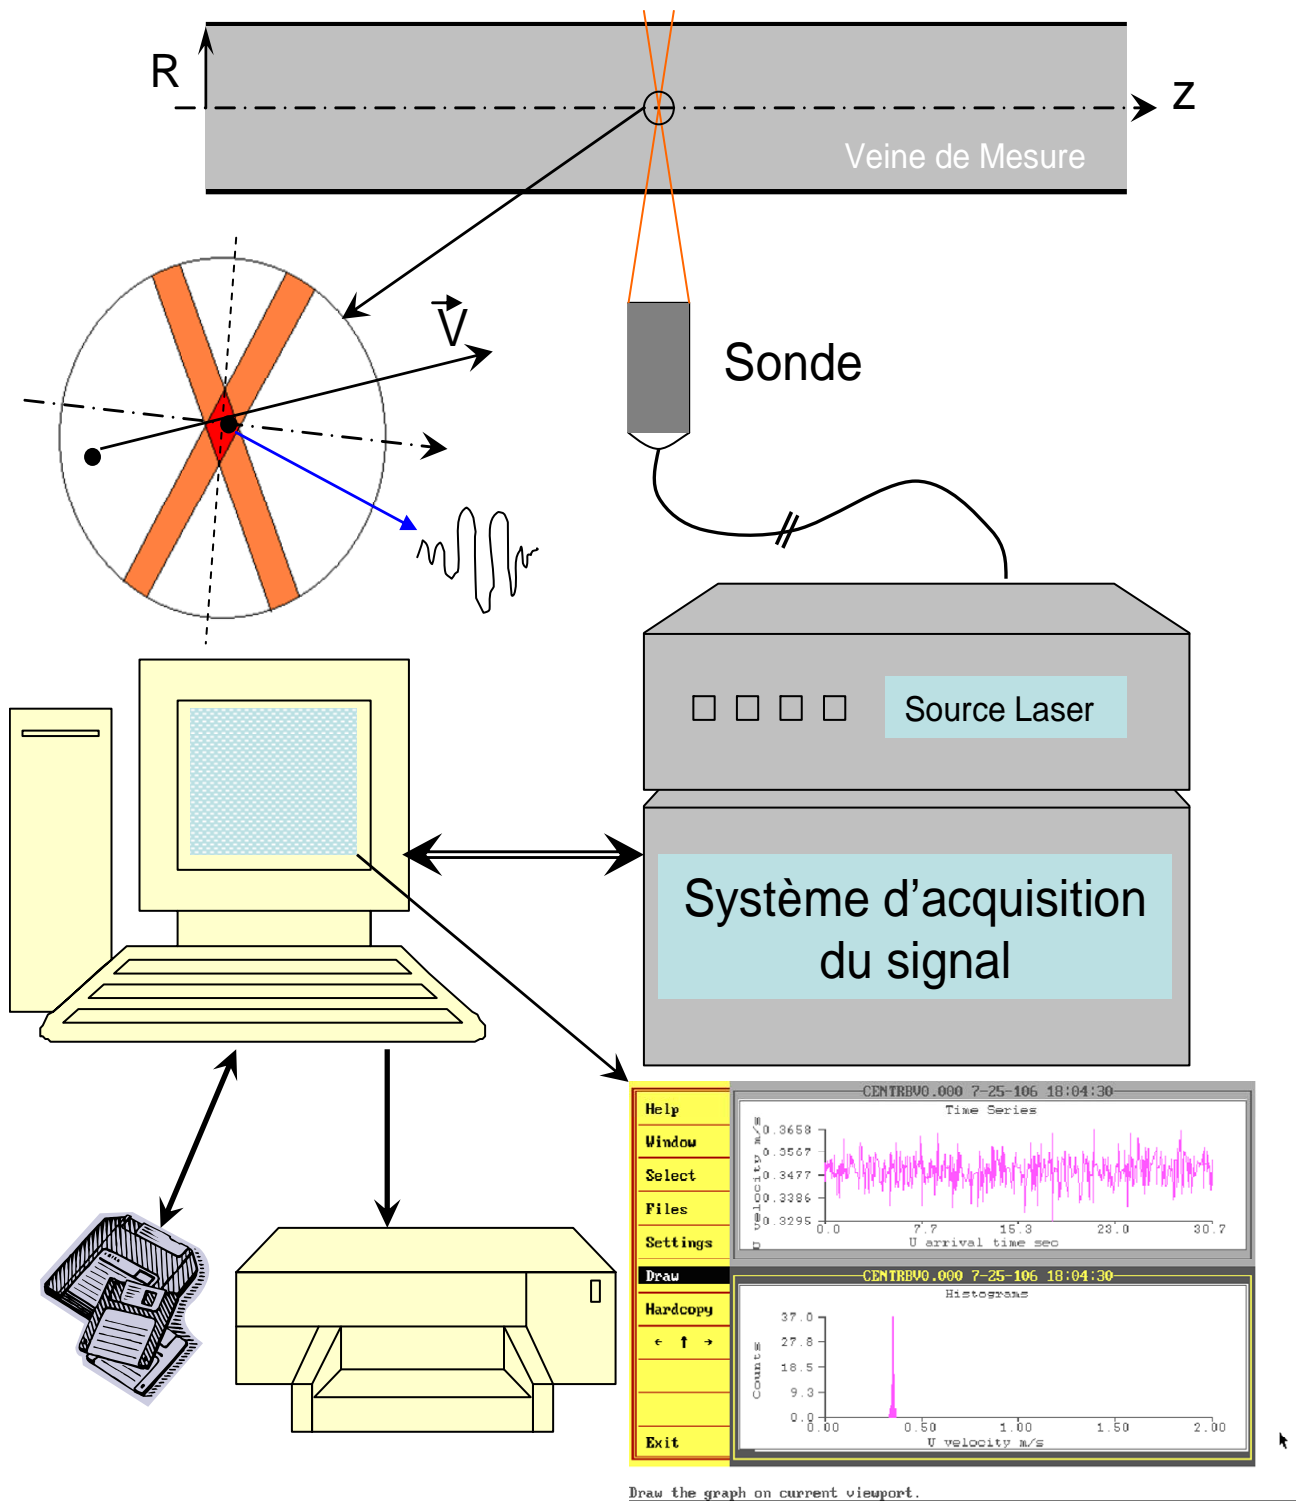 R
z
Veine de Mesure
V
Sonde
Source Laser
Système d'acquisition
du signal
Help
Window
Select
Files
Settings
Draw
Hardcopy
← ↑ →
Exit
CENTRBVO.000 7-25-106 18:04:30
Time Series
U velocity m/s
0.3658
0.3567
0.3477
0.3386
0.3295
0.0 7.7 15.3 23.0 30.7
U arrival time sec
CENTRBVO.000 7-25-106 18:04:30
Histograms
Counts
37.0
27.8
18.5
9.3
0.0
0.00 0.50 1.00 1.50 2.00
U velocity m/s
Draw the graph on current viewport.